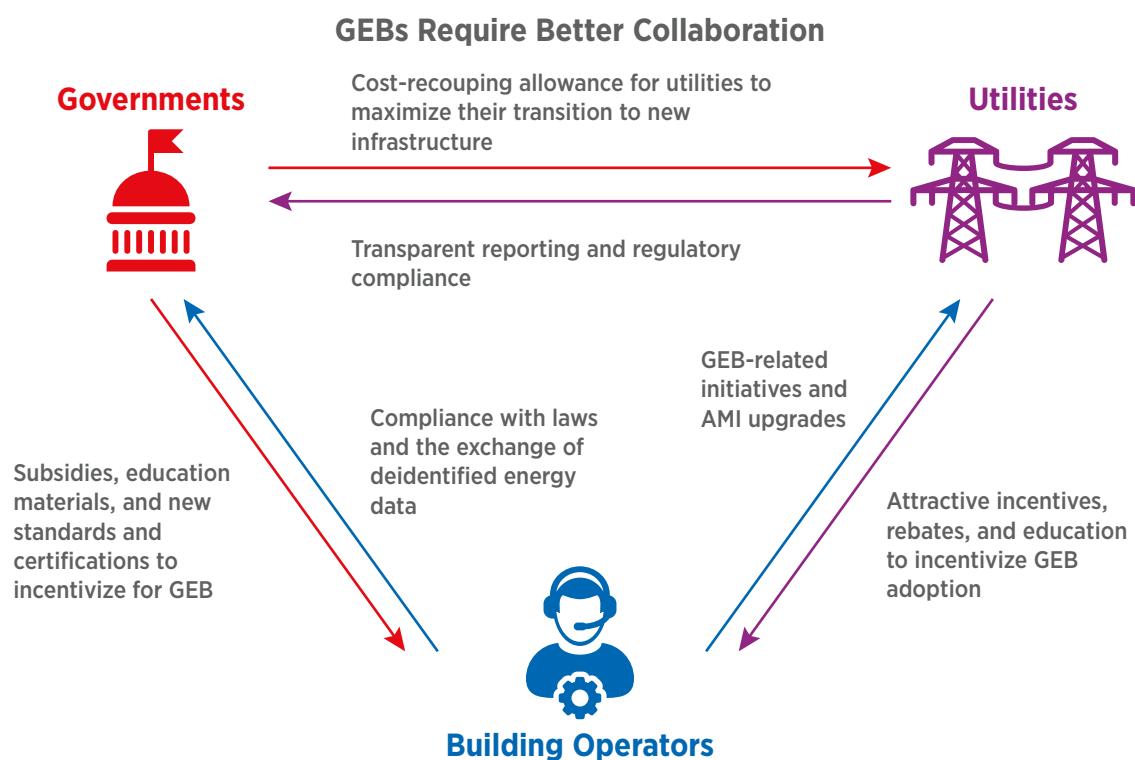 GEBs Require Better Collaboration
Governments
Cost-recouping allowance for utilities to
maximize their transition to new
infrastructure
Utilities
Transparent reporting and regulatory
compliance
Subsidies, education
materials, and new
standards and
certifications to
incentivize for GEB
Compliance with laws
and the exchange of
deidentified energy
data
GEB-related
initiatives and
AMI upgrades
Attractive incentives,
rebates, and education
to incentivize GEB
adoption
Building Operators